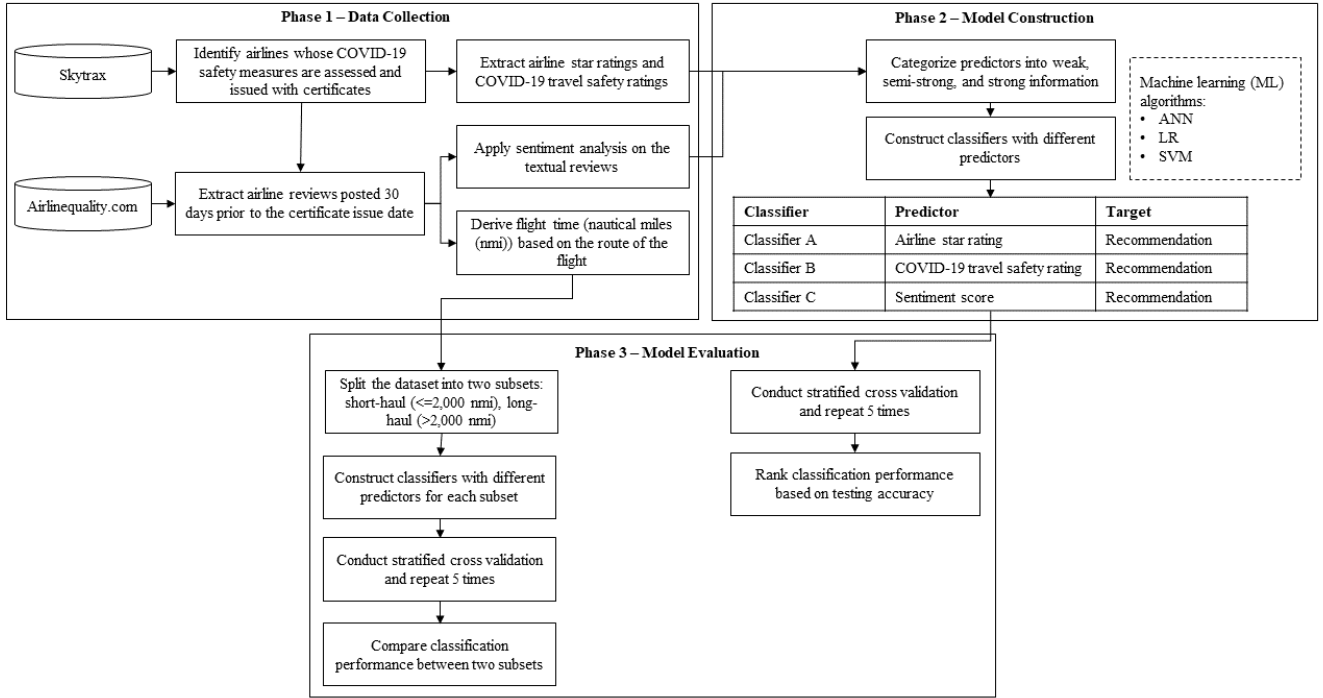 Phase 1 – Data Collection
Skytrax
Identify airlines whose COVID-19
safety measures are assessed and
issued with certificates
Extract airline star ratings and
COVID-19 travel safety ratings
Apply sentiment analysis on the
textual reviews
Airlinequality.com
Extract airline reviews posted 30
days prior to the certificate issue date
Derive flight time (nautical miles
(nmi)) based on the route of the
flight
Phase 2 – Model Construction
Categorize predictors into weak,
semi-strong, and strong information
Construct classifiers with different
predictors
Machine learning (ML)
algorithms:
• ANN
• LR
• SVM
Classifier Predictor Target
Classifier A Airline star rating Recommendation
Classifier B COVID-19 travel safety rating Recommendation
Classifier C Sentiment score Recommendation
Phase 3 – Model Evaluation
Split the dataset into two subsets:
short-haul (<=2,000 nmi), long-
haul (>2,000 nmi)
Construct classifiers with different
predictors for each subset
Conduct stratified cross validation
and repeat 5 times
Compare classification
performance between two subsets
Conduct stratified cross validation
and repeat 5 times
Rank classification performance
based on testing accuracy